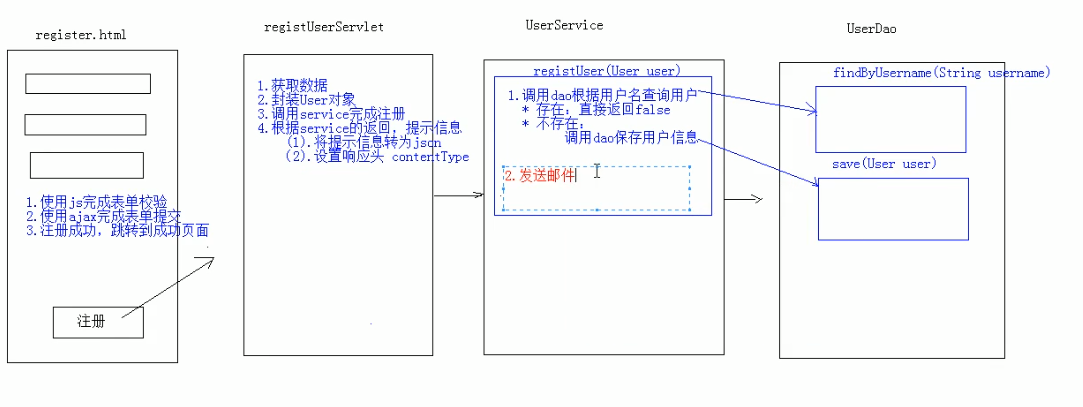 register.html
1.使用js完成表单校验
2.使用ajax完成表单提交
3.注册成功，跳转到成功页面
注册
registUserServlet
1.获取数据
2.封装User对象
3.调用service完成注册
4.根据service的返回，提示信息
(1).将提示信息转为json
(2).设置响应头 contentType
UserService
registUser(User user)
1.调用dao根据用户名查询用户
* 存在：直接返回false
* 不存在：
调用dao保存用户信息
2.发送邮件
UserDao
findByUsername(String username)
save(User user)